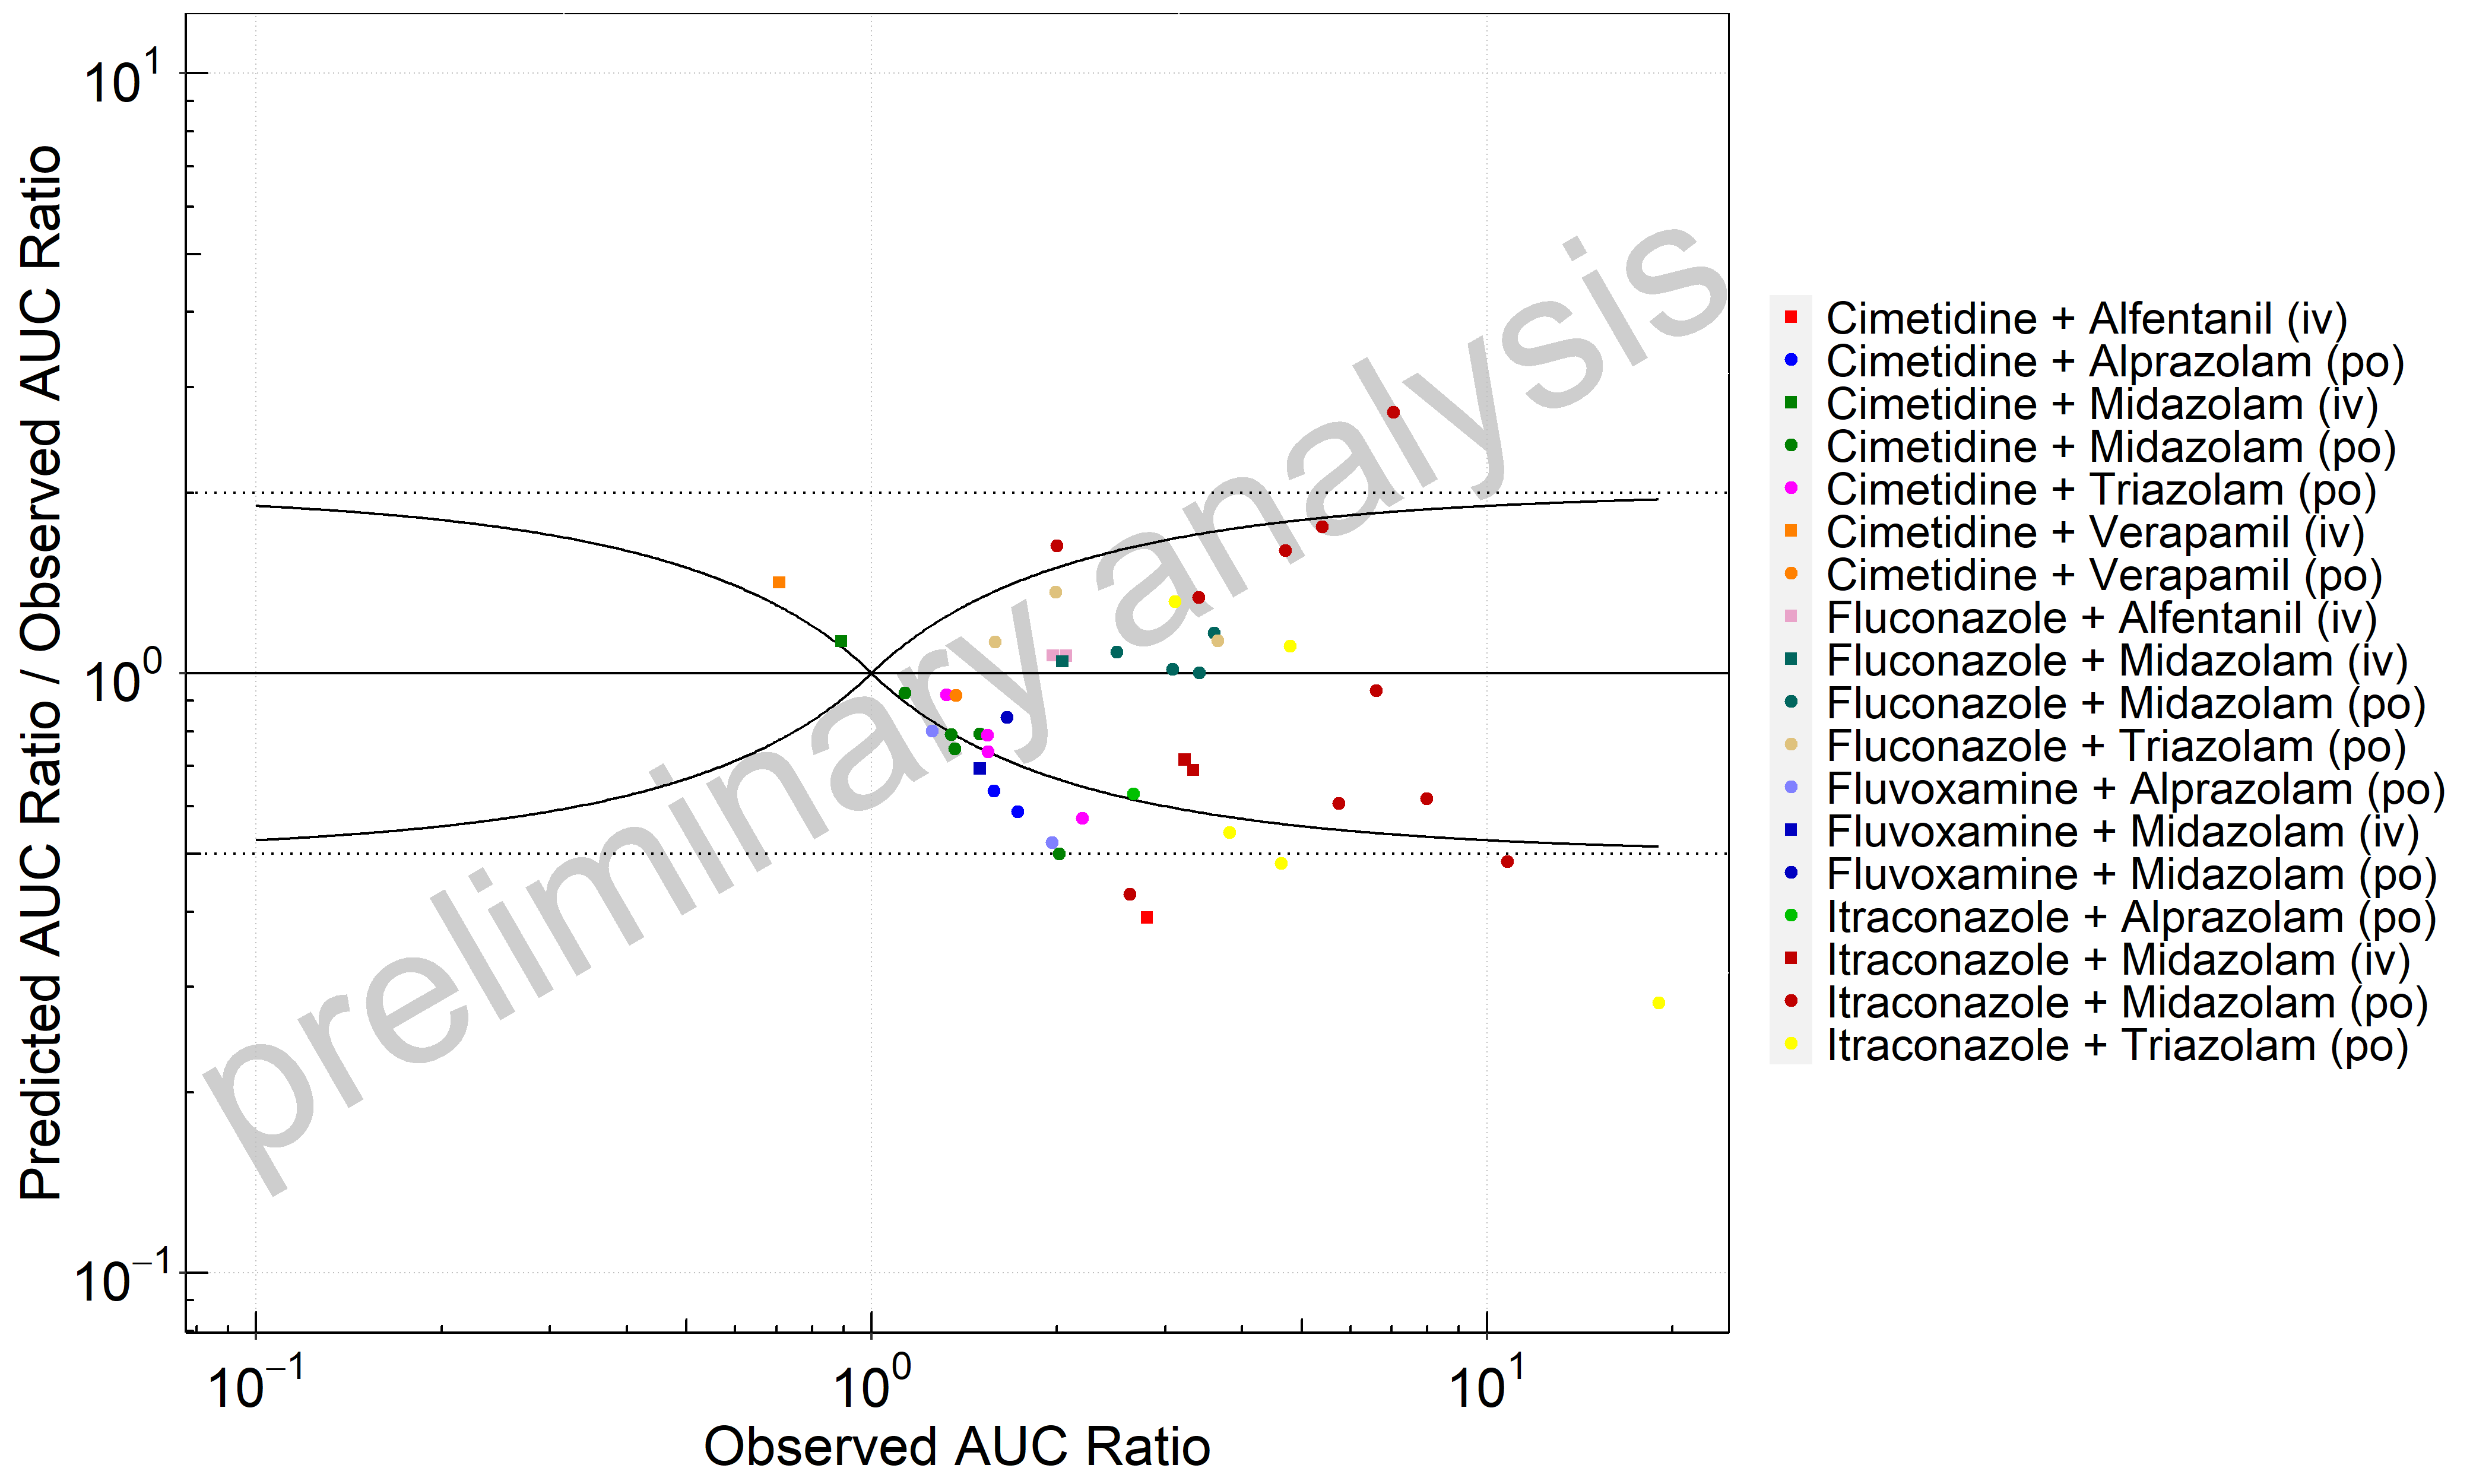 Predicted AUC Ratio / Observed AUC Ratio
10¹
10⁰
10⁻¹
preliminary analysis
10⁻¹
10⁰
10¹
Observed AUC Ratio
Cimetidine + Alfentanil (iv)
Cimetidine + Alprazolam (po)
Cimetidine + Midazolam (iv)
Cimetidine + Midazolam (po)
Cimetidine + Triazolam (po)
Cimetidine + Verapamil (iv)
Cimetidine + Verapamil (po)
Fluconazole + Alfentanil (iv)
Fluconazole + Midazolam (iv)
Fluconazole + Midazolam (po)
Fluconazole + Triazolam (po)
Fluvoxamine + Alprazolam (po)
Fluvoxamine + Midazolam (iv)
Fluvoxamine + Midazolam (po)
Itraconazole + Alprazolam (po)
Itraconazole + Midazolam (iv)
Itraconazole + Midazolam (po)
Itraconazole + Triazolam (po)